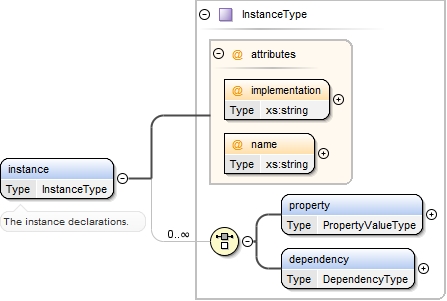 InstanceType
@ attributes
@ implementation
Type xs:string
@ name
Type xs:string
instance
Type InstanceType
The instance declarations.
0..∞
property
Type PropertyValueType
dependency
Type DependencyType